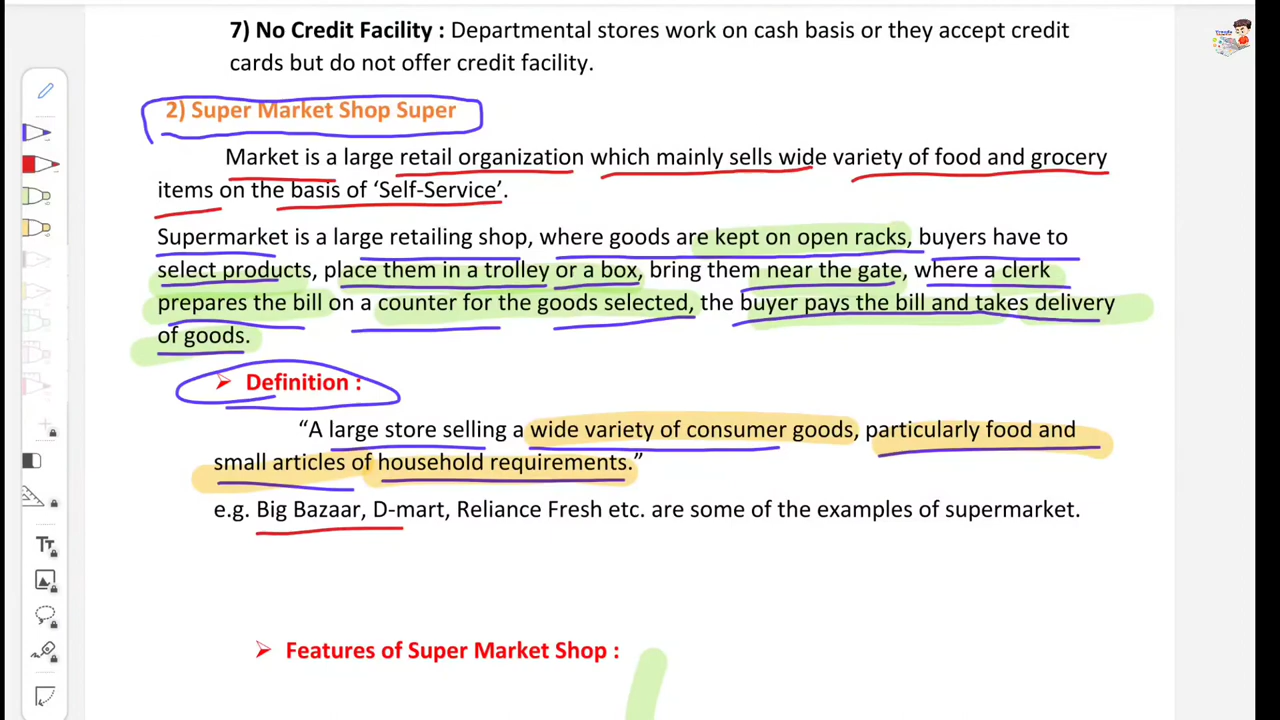 7) No Credit Facility : Departmental stores work on cash basis or they accept credit
cards but do not offer credit facility.
2) Super Market Shop Super
Market is a large retail organization which mainly sells wide variety of food and grocery
items on the basis of ‘Self-Service’.
Supermarket is a large retailing shop, where goods are kept on open racks, buyers have to
select products, place them in a trolley or a box, bring them near the gate, where a clerk
prepares the bill on a counter for the goods selected, the buyer pays the bill and takes delivery
of goods.
Definition :
“A large store selling a wide variety of consumer goods, particularly food and
small articles of household requirements.”
e.g. Big Bazaar, D-mart, Reliance Fresh etc. are some of the examples of supermarket.
Features of Super Market Shop :
Tт